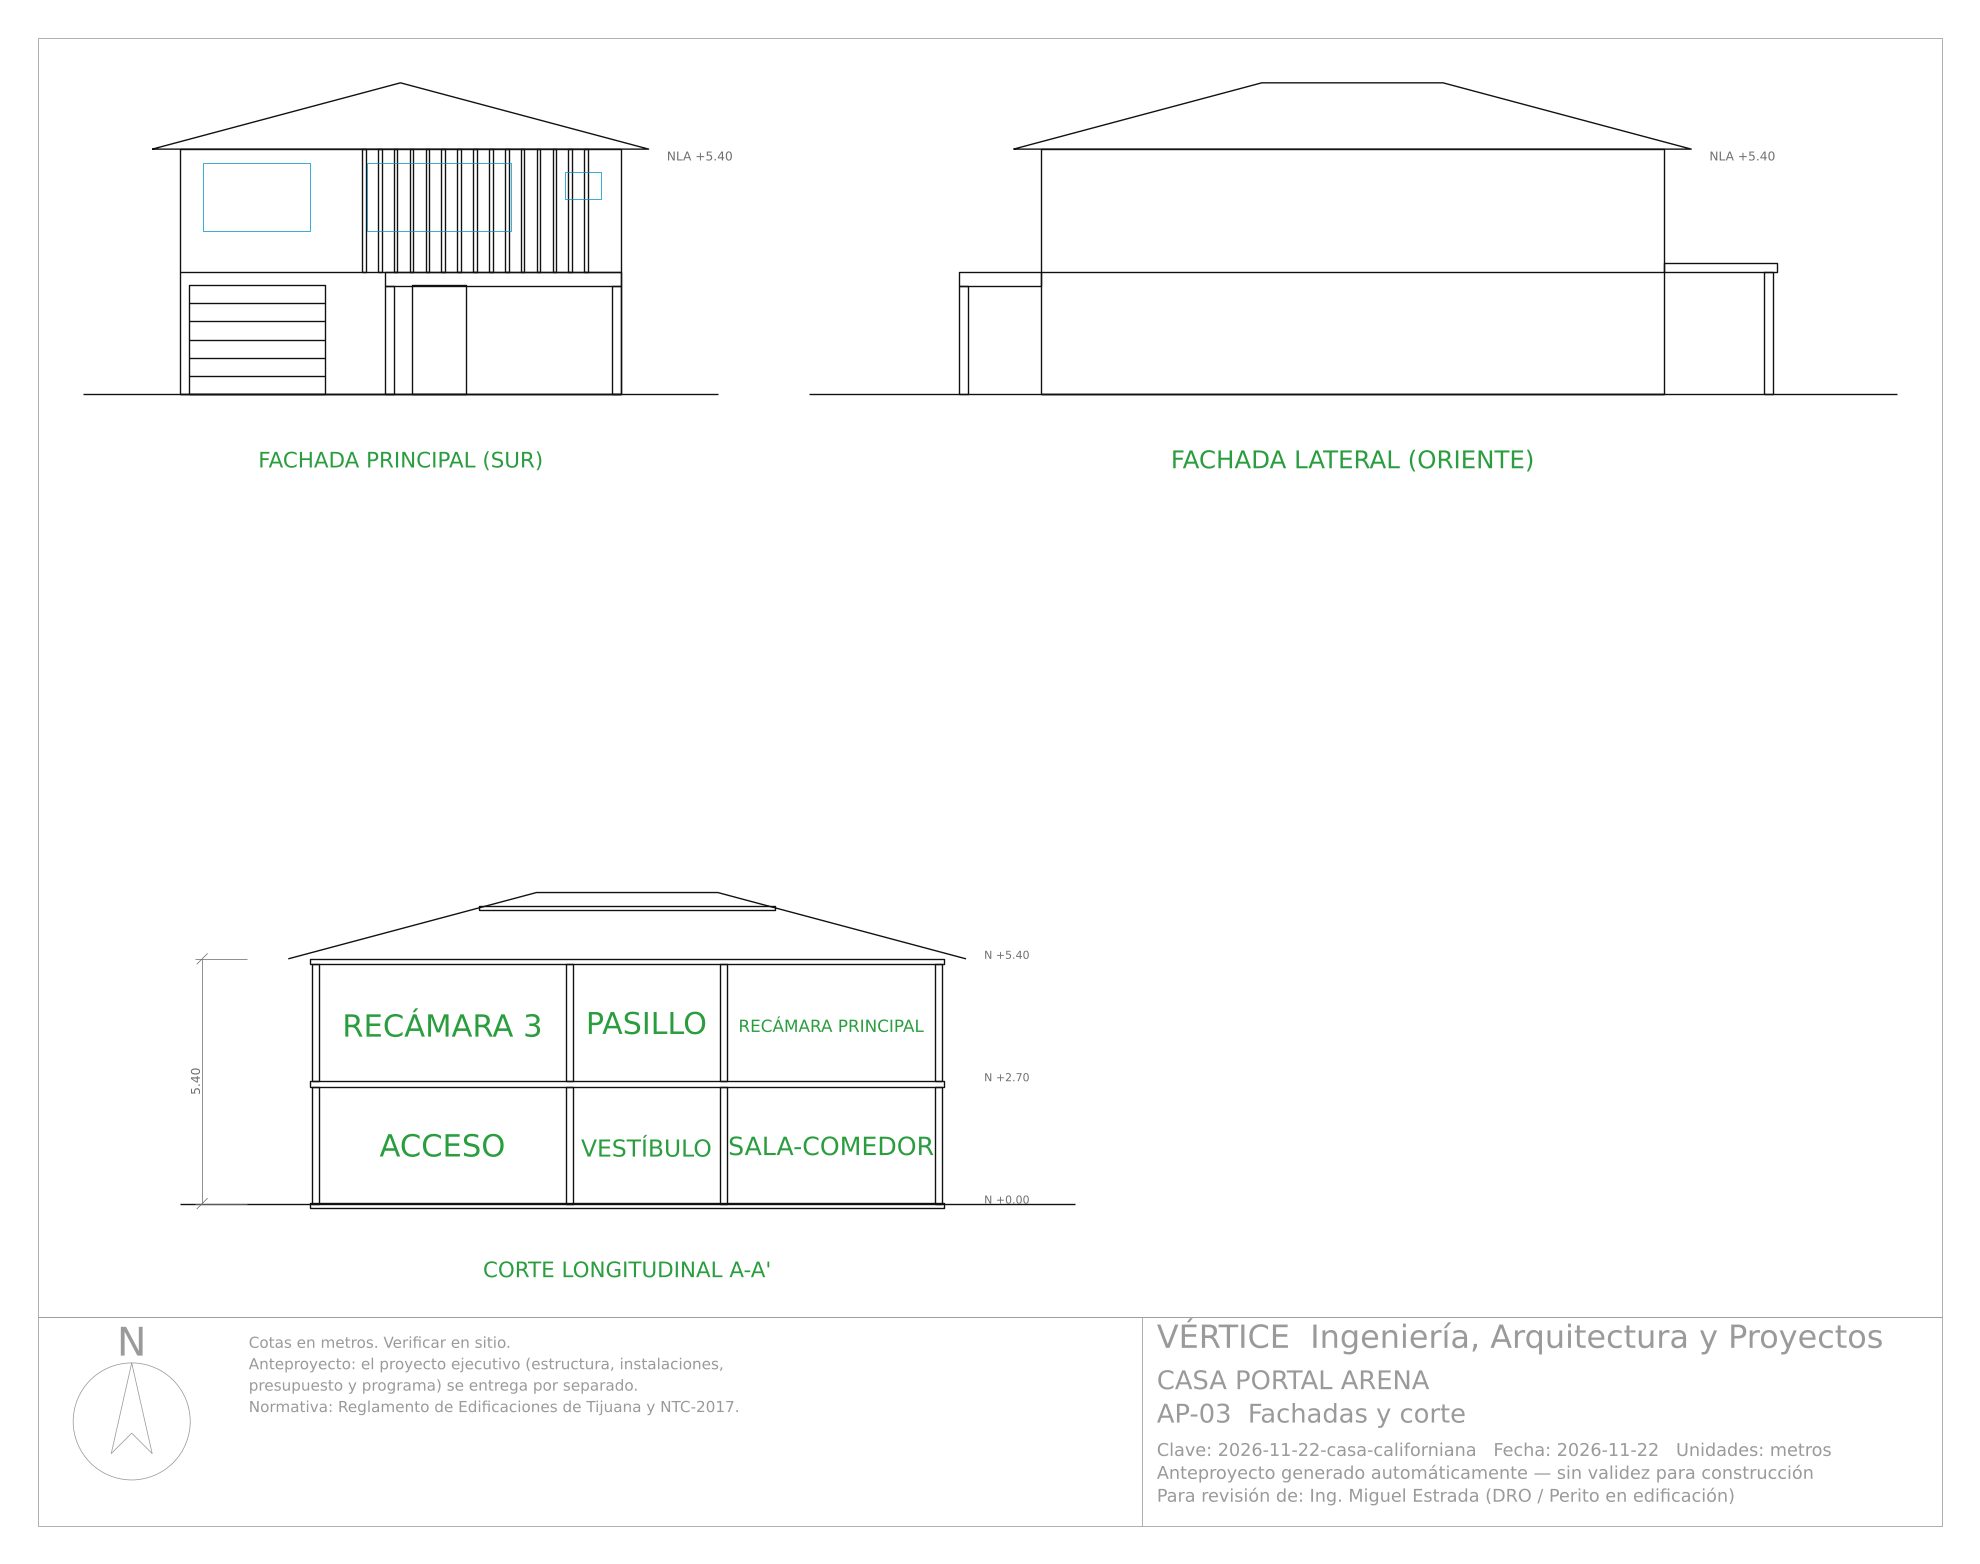 NLA +5.40
NLA +5.40
FACHADA PRINCIPAL (SUR)
FACHADA LATERAL (ORIENTE)
N +5.40
RECÁMARA 3
PASILLO
RECÁMARA PRINCIPAL
5.40
N +2.70
ACCESO
VESTÍBULO
SALA-COMEDOR
N +0.00
CORTE LONGITUDINAL A-A'
N
Cotas en metros. Verificar en sitio.
Anteproyecto: el proyecto ejecutivo (estructura, instalaciones,
presupuesto y programa) se entrega por separado.
Normativa: Reglamento de Edificaciones de Tijuana y NTC-2017.
VÉRTICE  Ingeniería, Arquitectura y Proyectos
CASA PORTAL ARENA
AP-03  Fachadas y corte
Clave: 2026-11-22-casa-californiana   Fecha: 2026-11-22   Unidades: metros
Anteproyecto generado automáticamente — sin validez para construcción
Para revisión de: Ing. Miguel Estrada (DRO / Perito en edificación)